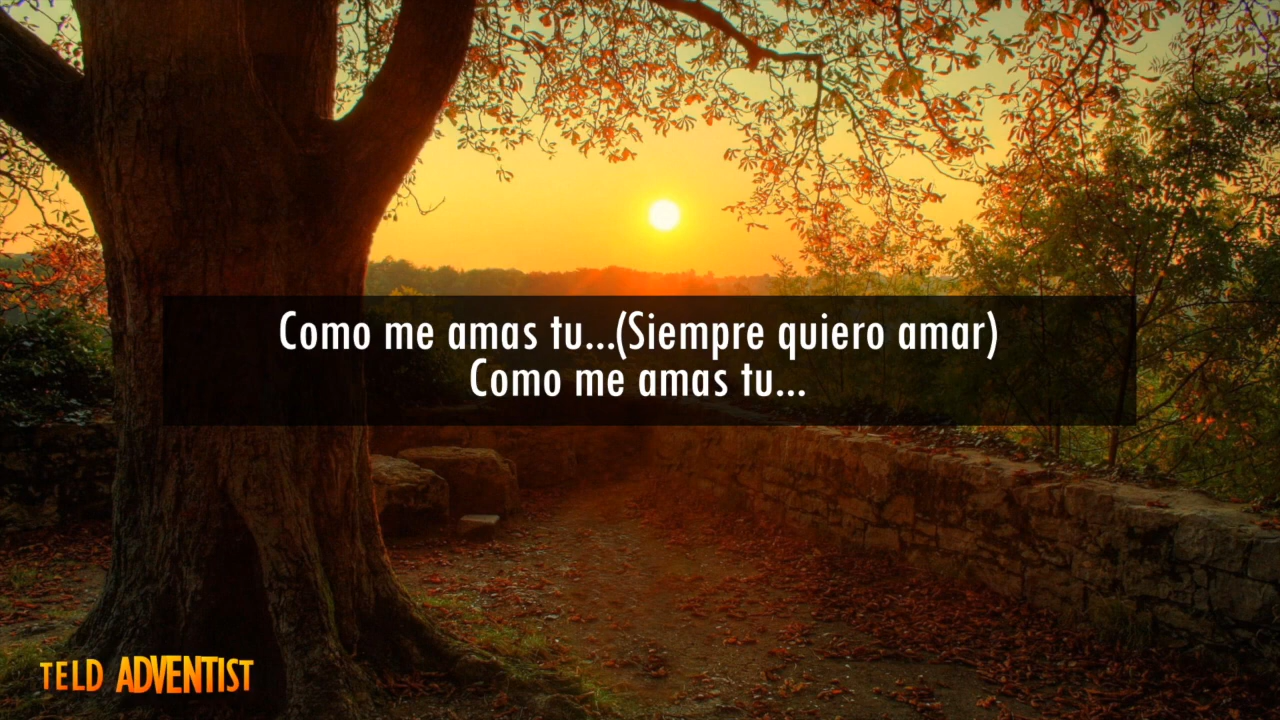 Como me amas tu...(Siempre quiero amar)
Como me amas tu...
TELD ADVENTIST